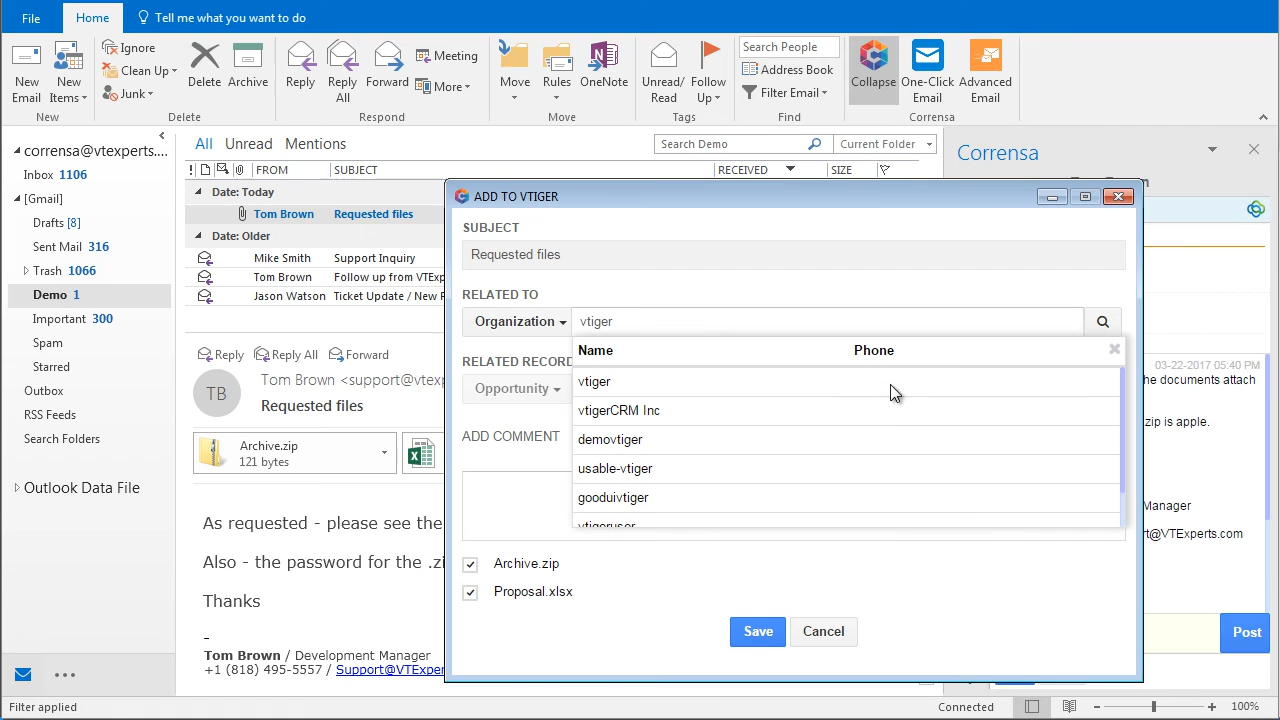 File
Home
Tell me what you want to do
New Email
New Items
New
Ignore
Clean Up
Junk
Delete
Archive
Delete
Reply
Reply All
Forward
Meeting
More
Respond
Move
Rules
OneNote
Move
Unread/ Read
Follow Up
Tags
Search People
Address Book
Filter Email
Find
Collapse
One-Click Email
Advanced Email
Corrensa
corrensa@vtexperts....
Inbox 1106
[Gmail]
Drafts [8]
Sent Mail 316
Trash 1066
Demo 1
Important 300
Spam
Starred
Outbox
RSS Feeds
Search Folders
Outlook Data File
All Unread Mentions
Search Demo
Current Folder
! FROM SUBJECT RECEIVED SIZE
Date: Today
Tom Brown Requested files
Date: Older
Mike Smith Support Inquiry
Tom Brown Follow up from VTExp
Jason Watson Ticket Update / New
Reply Reply All Forward
TB
Tom Brown <support@vtexp
Requested files
Archive.zip
121 bytes
As requested - please see the
Also - the password for the .zi
Thanks
-
Tom Brown / Development Manager
+1 (818) 495-5557 / Support@VTExper
Corrensa
03-22-2017 05:40 PM
he documents attach
zip is apple.
Manager
rt@VTExperts.com
Post
ADD TO VTIGER
SUBJECT
Requested files
RELATED TO
Organization
vtiger
RELATED RECORD
Opportunity
Name Phone
vtiger
vtigerCRM Inc
demovtiger
usable-vtiger
gooduivtiger
vtigeruser
ADD COMMENT
Archive.zip
Proposal.xlsx
Save
Cancel
Filter applied
Connected
100%